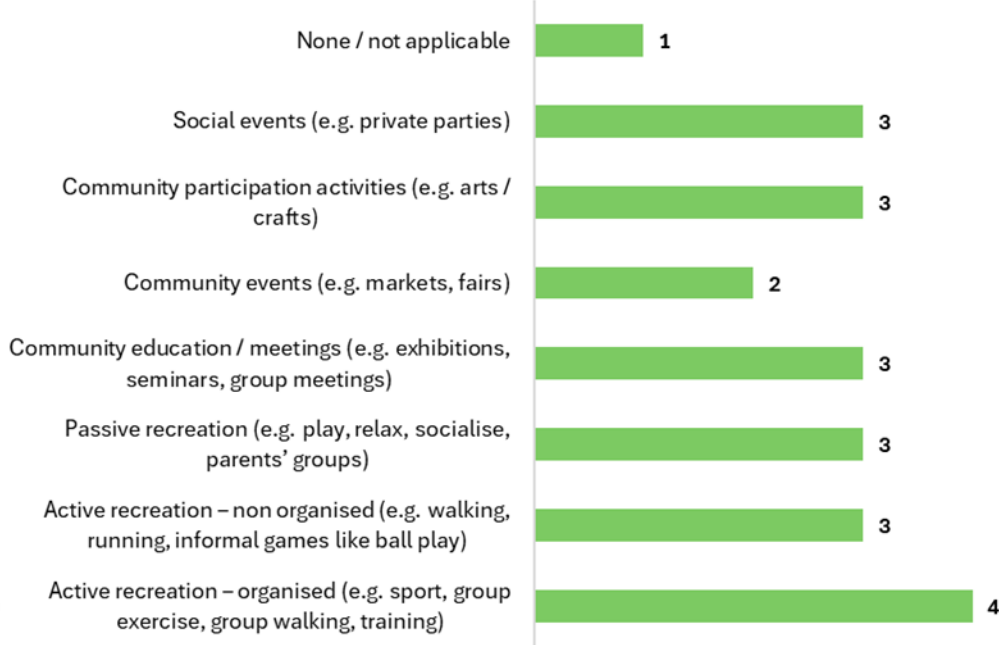 None / not applicable
1
Social events (e.g. private parties)
3
Community participation activities (e.g. arts /
crafts)
3
Community events (e.g. markets, fairs)
2
Community education / meetings (e.g. exhibitions,
seminars, group meetings)
3
Passive recreation (e.g. play, relax, socialise,
parents’ groups)
3
Active recreation – non organised (e.g. walking,
running, informal games like ball play)
3
Active recreation – organised (e.g. sport, group
exercise, group walking, training)
4